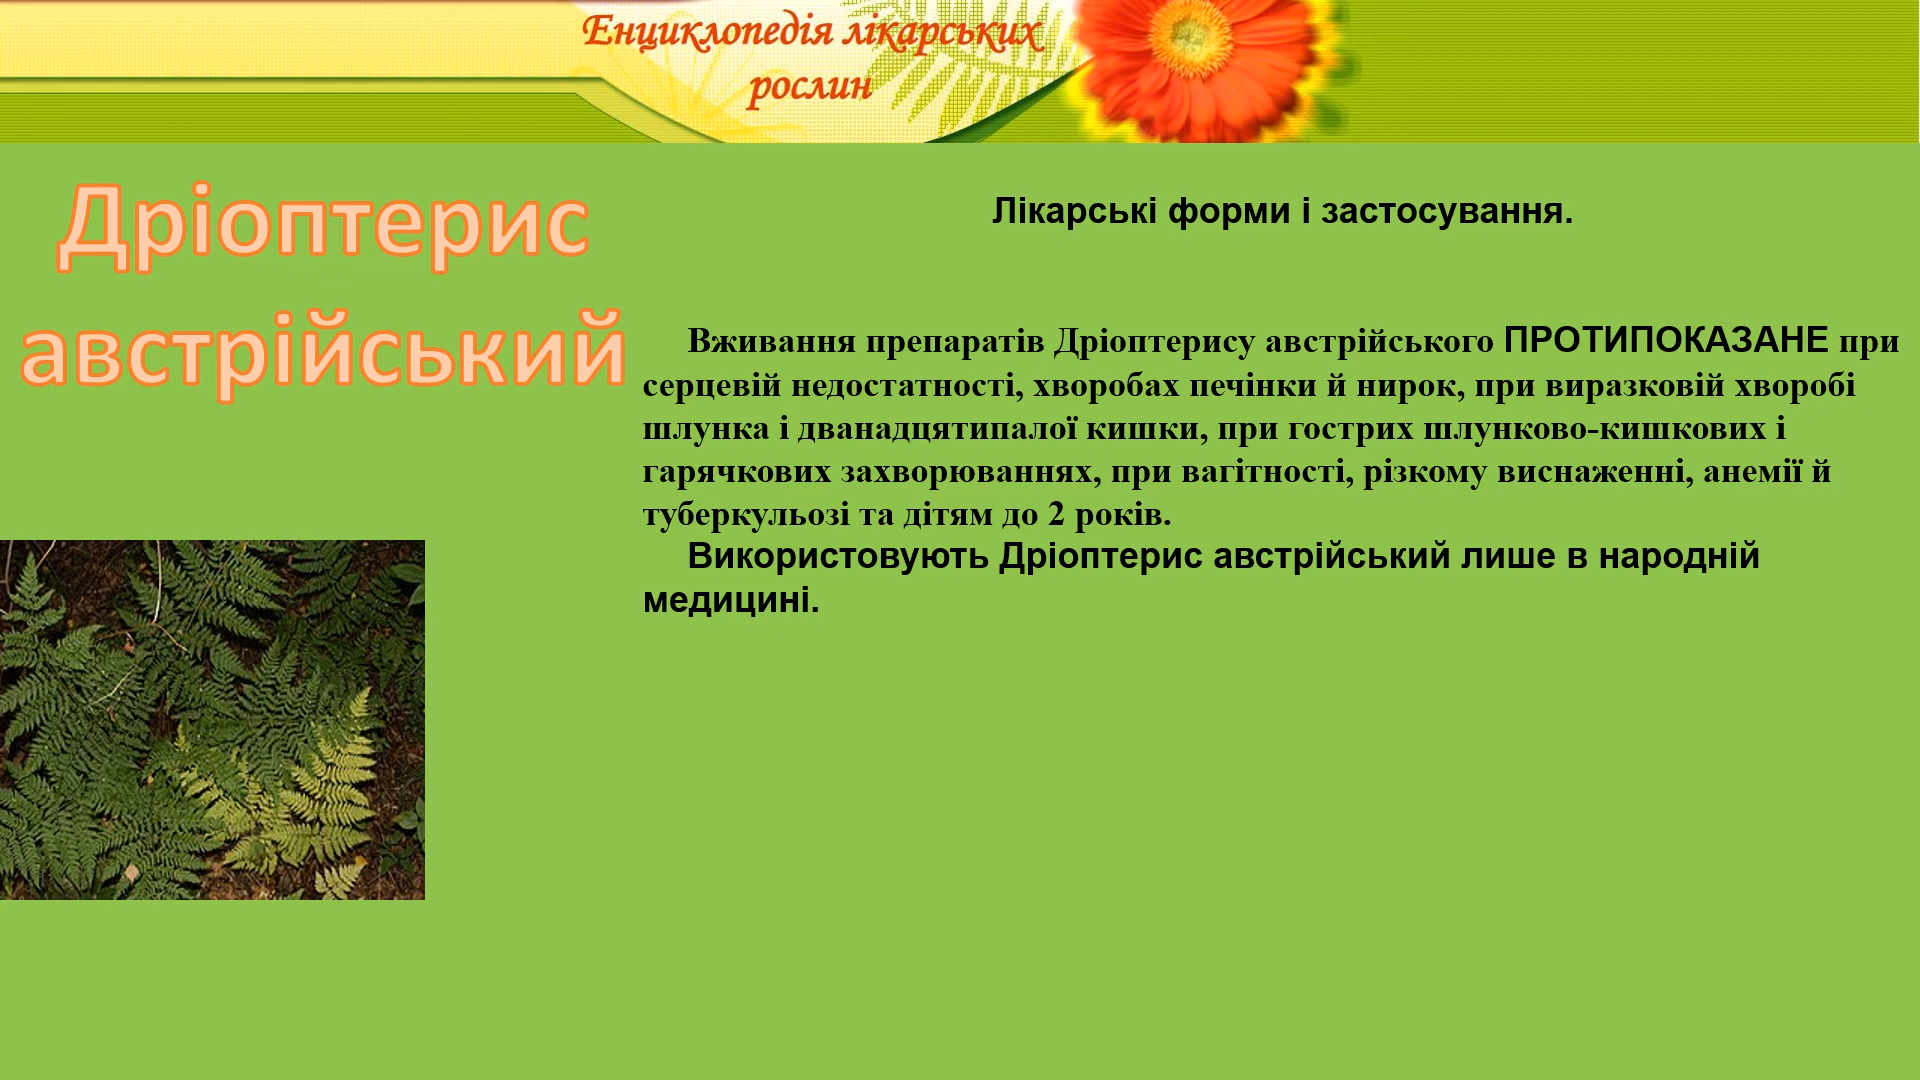 Енциклопедія лікарських
рослин
Дріоптерис
австрійський
Лікарські форми і застосування.
Вживання препаратів Дріоптерису австрійського ПРОТИПОКАЗАНЕ при
серцевій недостатності, хворобах печінки й нирок, при виразковій хворобі
шлунка і дванадцятипалої кишки, при гострих шлунково-кишкових і
гарячкових захворюваннях, при вагітності, різкому виснаженні, анемії й
туберкульозі та дітям до 2 років.
Використовують Дріоптерис австрійський лише в народній
медицині.